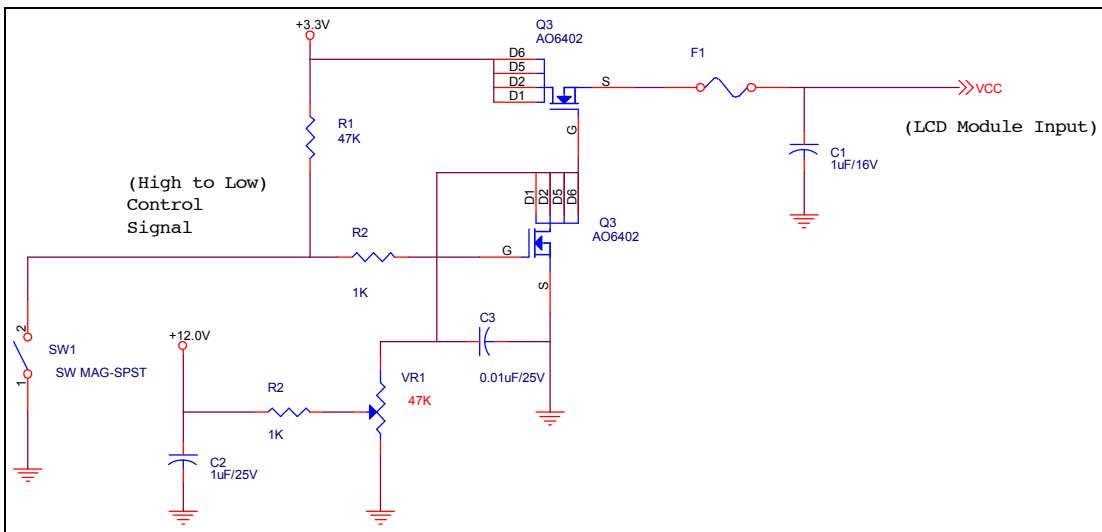 +3.3V
Q3
AO6402
D6
D5
D2
D1
S
G
F1
VCC
(LCD Module Input)
C1
1uF/16V
R1
47K
(High to Low)
Control
Signal
D1
D2
D5
D6
Q3
AO6402
R2
G
1K
S
2
SW1
SW MAG-SPST
1
+12.0V
C3
0.01uF/25V
R2
1K
VR1
47K
C2
1uF/25V